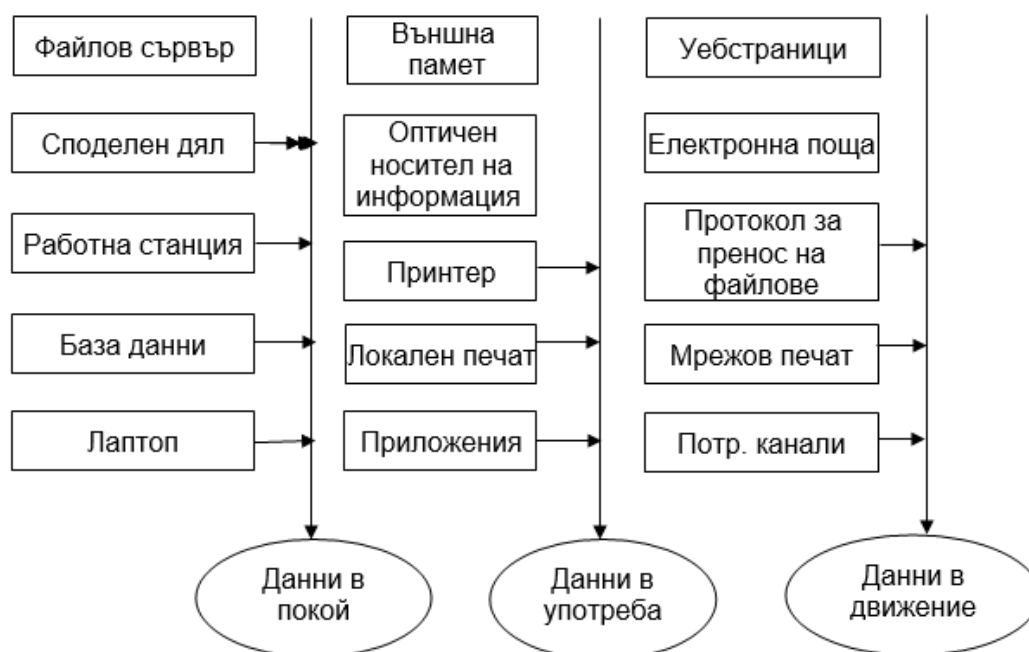 Файлов сървър
Споделен дял
Работна станция
База данни
Лаптоп
Данни в
покой
Външна
памет
Оптичен
носител на
информация
Принтер
Локален печат
Приложения
Данни в
употреба
Уебстраници
Електронна поща
Протокол за
пренос на
файлове
Мрежов печат
Потр. канали
Данни в
движение